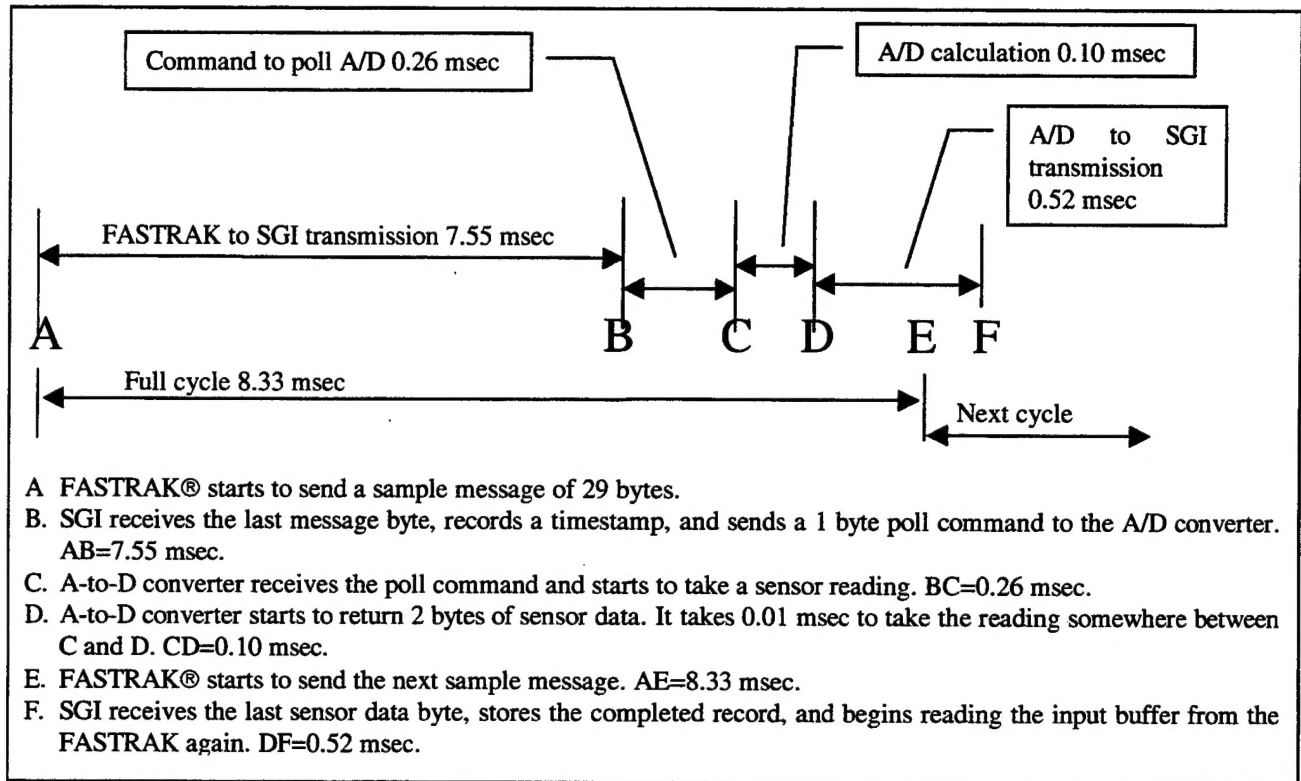 Command to poll A/D 0.26 msec
A/D calculation 0.10 msec
A/D to SGI
transmission
0.52 msec
FASTRAK to SGI transmission 7.55 msec
A B C D E F
Full cycle 8.33 msec
Next cycle
A FASTRAK® starts to send a sample message of 29 bytes.
B. SGI receives the last message byte, records a timestamp, and sends a 1 byte poll command to the A/D converter.
AB=7.55 msec.
C. A-to-D converter receives the poll command and starts to take a sensor reading. BC=0.26 msec.
D. A-to-D converter starts to return 2 bytes of sensor data. It takes 0.01 msec to take the reading somewhere between
C and D. CD=0.10 msec.
E. FASTRAK® starts to send the next sample message. AE=8.33 msec.
F. SGI receives the last sensor data byte, stores the completed record, and begins reading the input buffer from the
FASTRAK again. DF=0.52 msec.